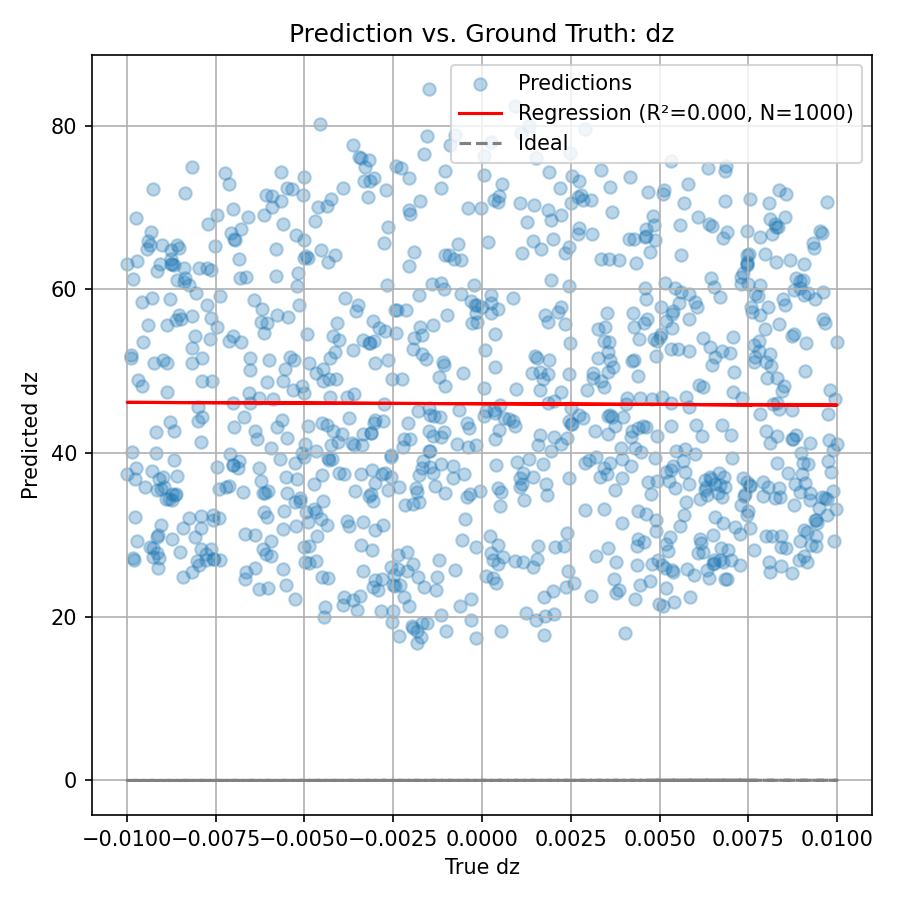 Prediction vs. Ground Truth: dz
Predictions
Regression (R²=0.000, N=1000)
Ideal
Predicted dz
80
60
40
20
0
−0.0100 −0.0075 −0.0050 −0.0025 0.0000 0.0025 0.0050 0.0075 0.0100
True dz